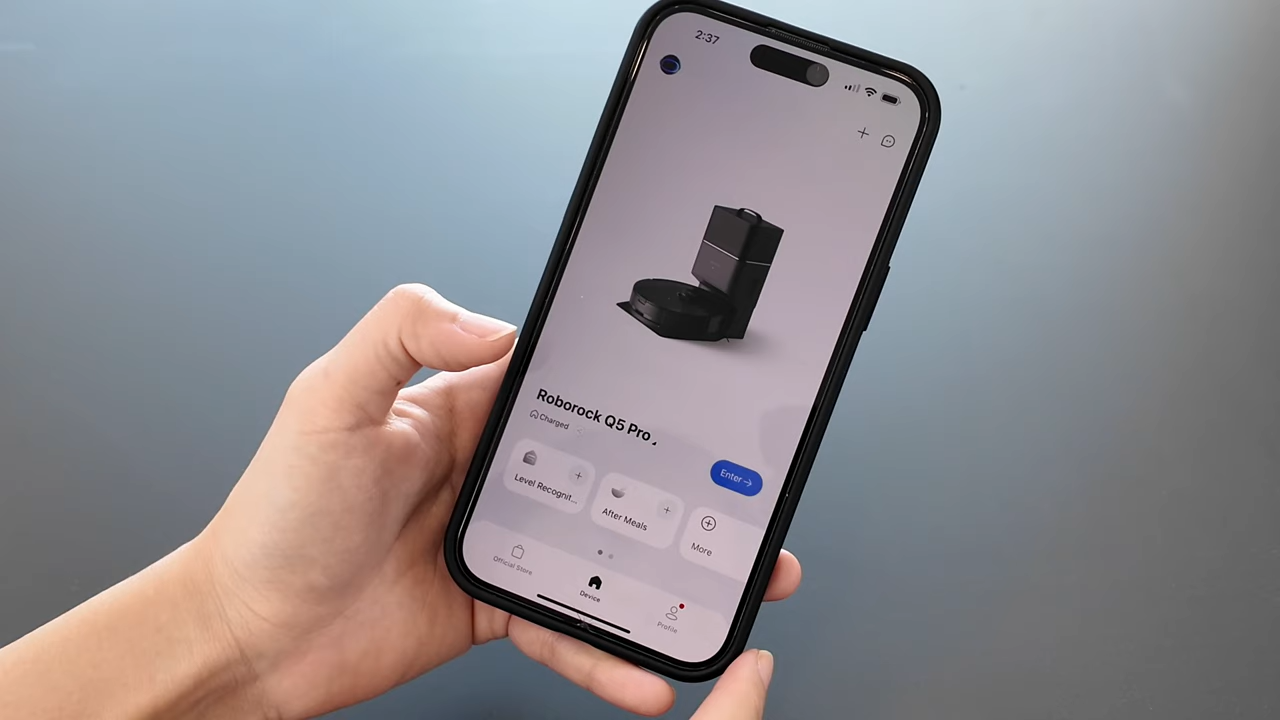 2:37
Roborock Q5 Pro
Charged
Enter
Level Recognit...
After Meals
More
Official Store
Device
Profile